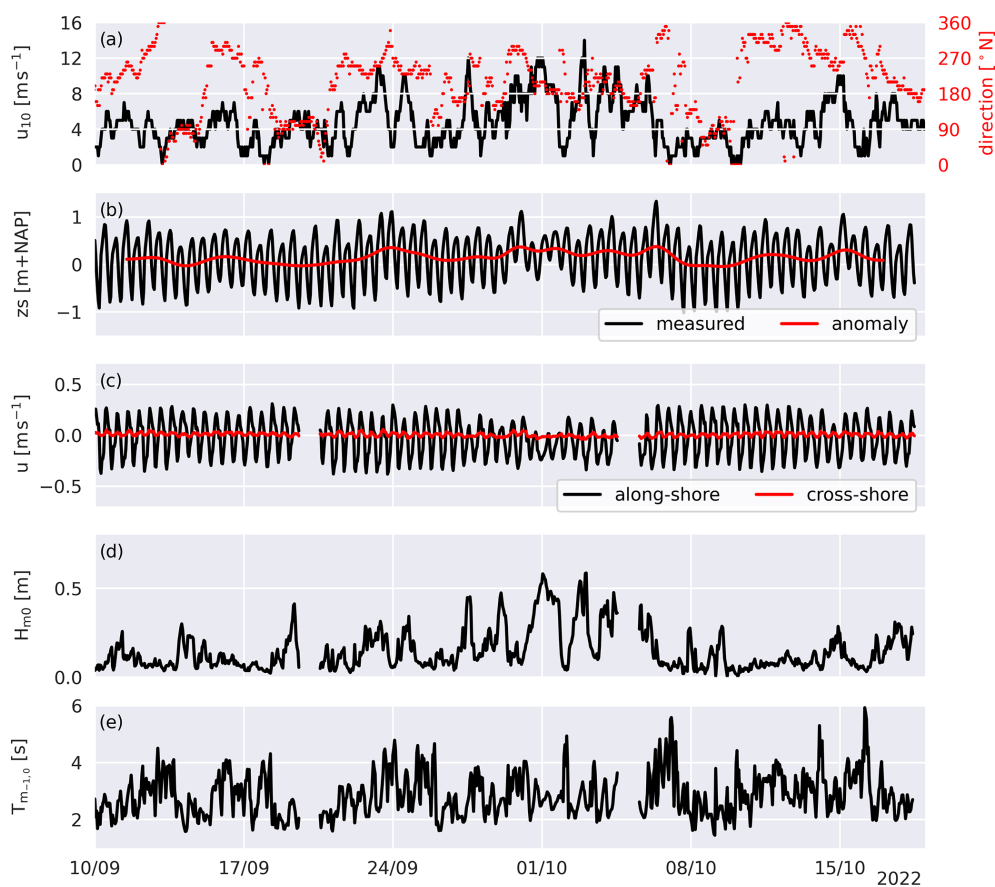 (a)
16
12
8
4
0
u₁₀ [ms⁻¹]
360
270
180
90
0
direction [° N]
(b)
1
0
−1
zs [m+NAP]
measured
anomaly
(c)
0.5
0.0
−0.5
u [ms⁻¹]
along-shore
cross-shore
(d)
0.5
0.0
Hₘ₀ [m]
(e)
6
4
2
Tₘ₋₁,₀ [s]
10/09 17/09 24/09 01/10 08/10 15/10
2022